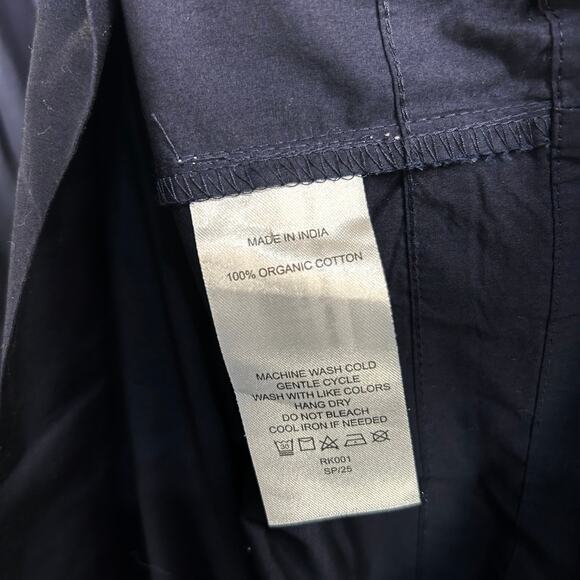 MADE IN INDIA
100% ORGANIC COTTON
MACHINE WASH COLD
GENTLE CYCLE
WASH WITH LIKE COLORS
HANG DRY
DO NOT BLEACH
COOL IRON IF NEEDED
30
RK001
SP/25